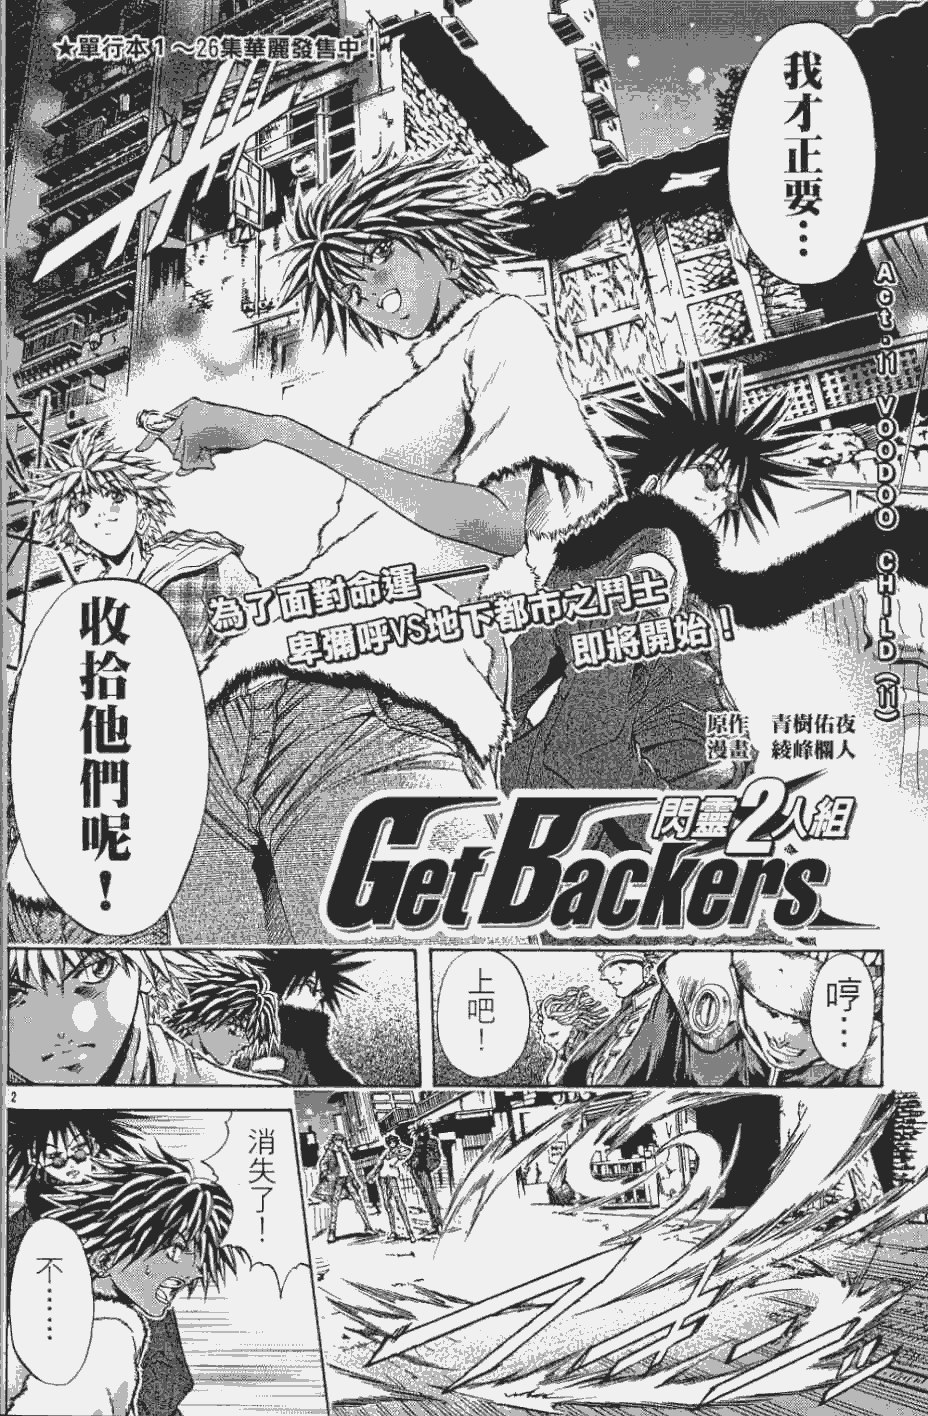 ★單行本1～26集華麗發售中！
我才正要…
Act．11 VOODOO CHILD（11）
收拾他們呢！
為了面對命運——
卑彌呼VS地下都市之鬥士
即將開始！
原作　青樹佑夜
漫畫　綾峰欄人
閃靈2人組
GetBackers
哼…
上吧！
2
消失了！
不……